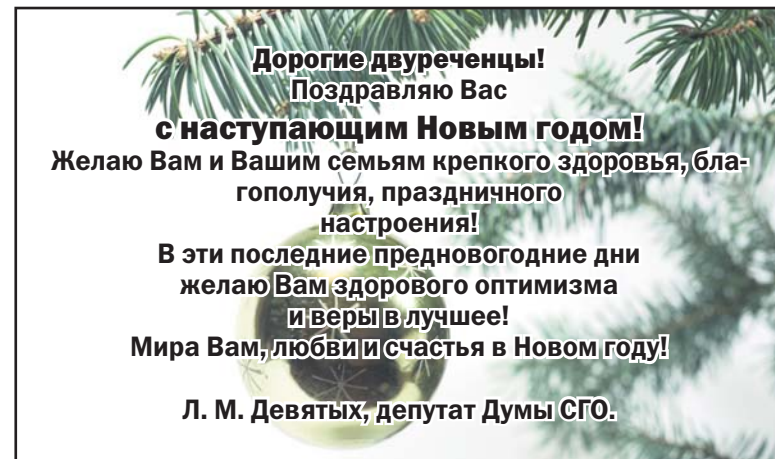 Дорогие двуреченцы!
Поздравляю Вас
с наступающим Новым годом!
Желаю Вам и Вашим семьям крепкого здоровья, бла-
гополучия, праздничного
настроения!
В эти последние предновогодние дни
желаю Вам здорового оптимизма
и веры в лучшее!
Мира Вам, любви и счастья в Новом году!
Л. М. Девятых, депутат Думы СГО.